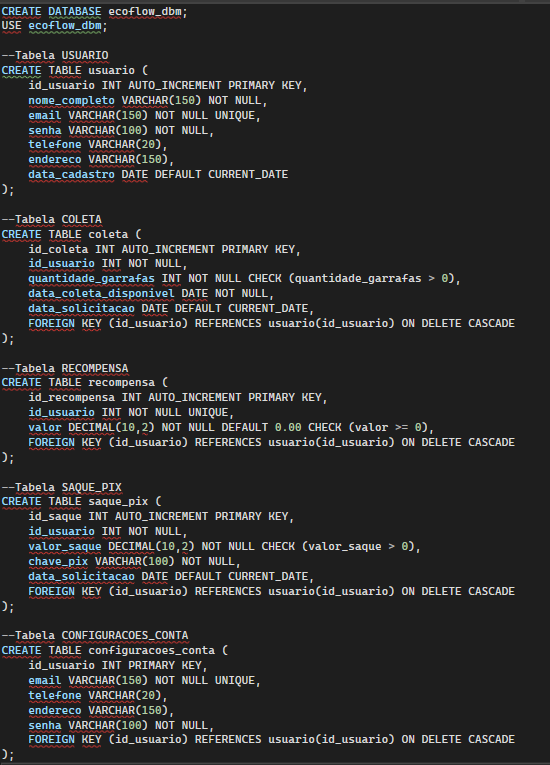 CREATE DATABASE ecoflow_dbm;
USE ecoflow_dbm;

--Tabela USUARIO
CREATE TABLE usuario (
    id_usuario INT AUTO_INCREMENT PRIMARY KEY,
    nome_completo VARCHAR(150) NOT NULL,
    email VARCHAR(150) NOT NULL UNIQUE,
    senha VARCHAR(100) NOT NULL,
    telefone VARCHAR(20),
    endereco VARCHAR(150),
    data_cadastro DATE DEFAULT CURRENT_DATE
);

--Tabela COLETA
CREATE TABLE coleta (
    id_coleta INT AUTO_INCREMENT PRIMARY KEY,
    id_usuario INT NOT NULL,
    quantidade_garrafas INT NOT NULL CHECK (quantidade_garrafas > 0),
    data_coleta_disponivel DATE NOT NULL,
    data_solicitacao DATE DEFAULT CURRENT_DATE,
    FOREIGN KEY (id_usuario) REFERENCES usuario(id_usuario) ON DELETE CASCADE
);

--Tabela RECOMPENSA
CREATE TABLE recompensa (
    id_recompensa INT AUTO_INCREMENT PRIMARY KEY,
    id_usuario INT NOT NULL UNIQUE,
    valor DECIMAL(10,2) NOT NULL DEFAULT 0.00 CHECK (valor >= 0),
    FOREIGN KEY (id_usuario) REFERENCES usuario(id_usuario) ON DELETE CASCADE
);

--Tabela SAQUE_PIX
CREATE TABLE saque_pix (
    id_saque INT AUTO_INCREMENT PRIMARY KEY,
    id_usuario INT NOT NULL,
    valor_saque DECIMAL(10,2) NOT NULL CHECK (valor_saque > 0),
    chave_pix VARCHAR(100) NOT NULL,
    data_solicitacao DATE DEFAULT CURRENT_DATE,
    FOREIGN KEY (id_usuario) REFERENCES usuario(id_usuario) ON DELETE CASCADE
);

--Tabela CONFIGURACOES_CONTA
CREATE TABLE configuracoes_conta (
    id_usuario INT PRIMARY KEY,
    email VARCHAR(150) NOT NULL UNIQUE,
    telefone VARCHAR(20),
    endereco VARCHAR(150),
    senha VARCHAR(100) NOT NULL,
    FOREIGN KEY (id_usuario) REFERENCES usuario(id_usuario) ON DELETE CASCADE
);